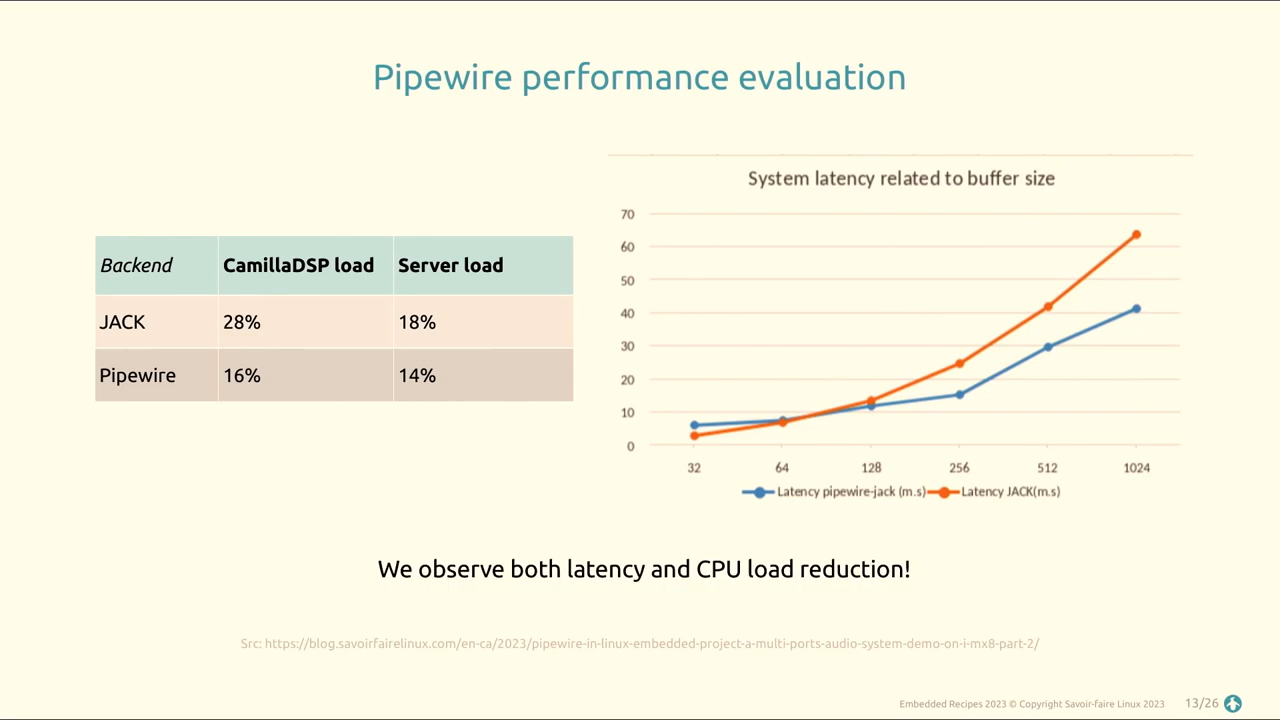 Pipewire performance evaluation
Backend CamillaDSP load Server load
JACK 28% 18%
Pipewire 16% 14%
System latency related to buffer size
70
60
50
40
30
20
10
0
32 64 128 256 512 1024
Latency pipewire-jack (m.s) Latency JACK(m.s)
We observe both latency and CPU load reduction!
Src: https://blog.savoirfairelinux.com/en-ca/2023/pipewire-in-linux-embedded-project-a-multi-ports-audio-system-demo-on-i-mx8-part-2/
Embedded Recipes 2023 © Copyright Savoir-faire Linux 2023 13/26